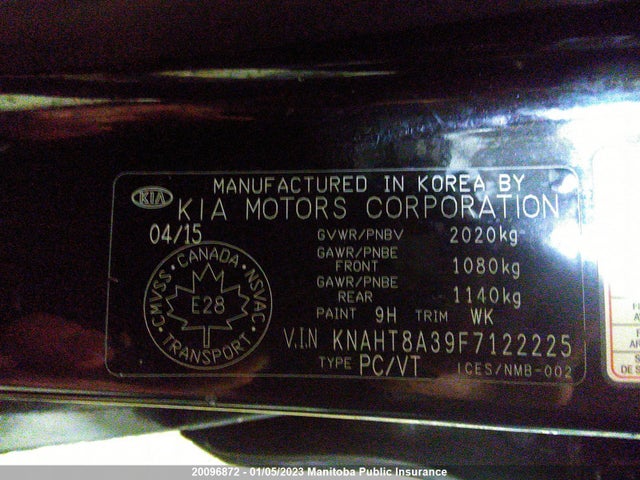 MANUFACTURED IN KOREA BY
KIA KIA MOTORS CORPORATION
04/15 GVWR/PNBV 2020kg
GAWR/PNBE FRONT 1080kg
GAWR/PNBE REAR 1140kg
PAINT 9H TRIM WK
CANADA
CMVSS E28 NSVAC
TRANSPORT
V.I.N KNAHT8A39F7122225
TYPE PC/VT ICES/NMB-002
20096872 - 01/05/2023 Manitoba Public Insurance